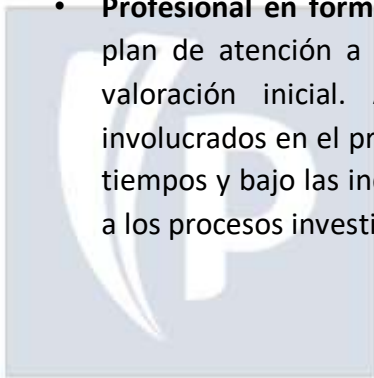 • Profesional en form
plan de atención a
valoración inicial.
involucrados en el pr
tiempos y bajo las in
a los procesos investi
P